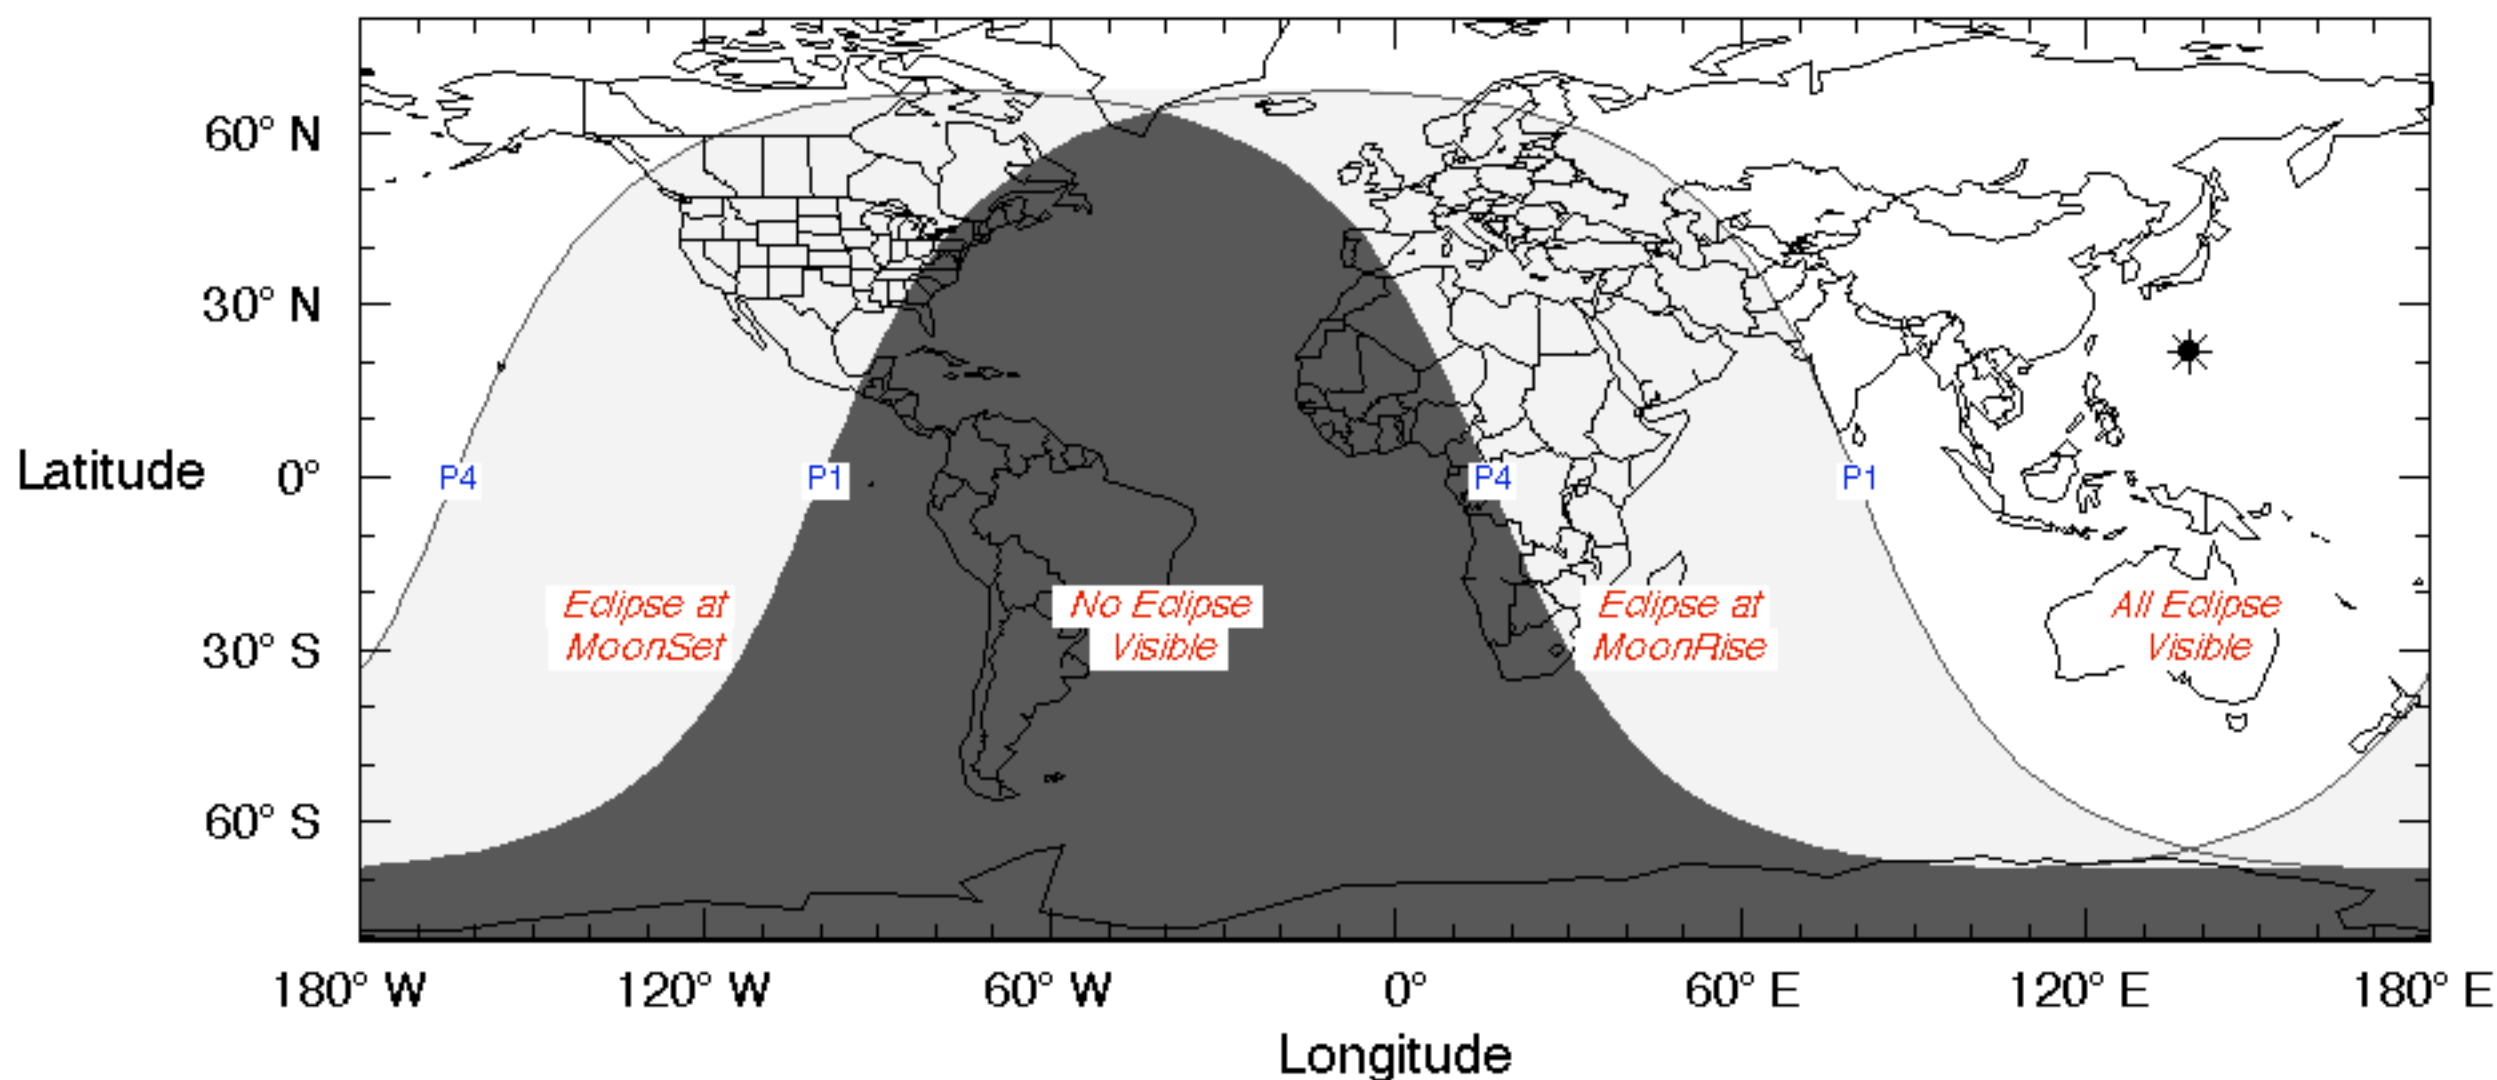 60° N
30° N
Latitude 0°
30° S
60° S
P4 P1 P4 P1
Eclipse at
MoonSet
No Eclipse
Visible
Eclipse at
MoonRise
All Eclipse
Visible
180° W 120° W 60° W 0° 60° E 120° E 180° E
Longitude